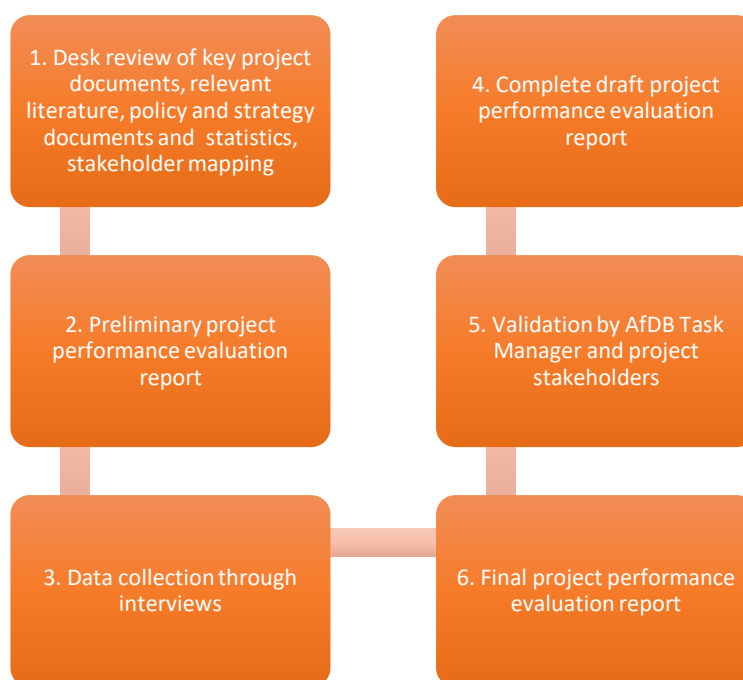 1. Desk review of key project
documents, relevant
literature, policy and strategy
documents and statistics,
stakeholder mapping
2. Preliminary project
performance evaluation
report
3. Data collection through
interviews
4. Complete draft project
performance evaluation
report
5. Validation by AfDB Task
Manager and project
stakeholders
6. Final project performance
evaluation report